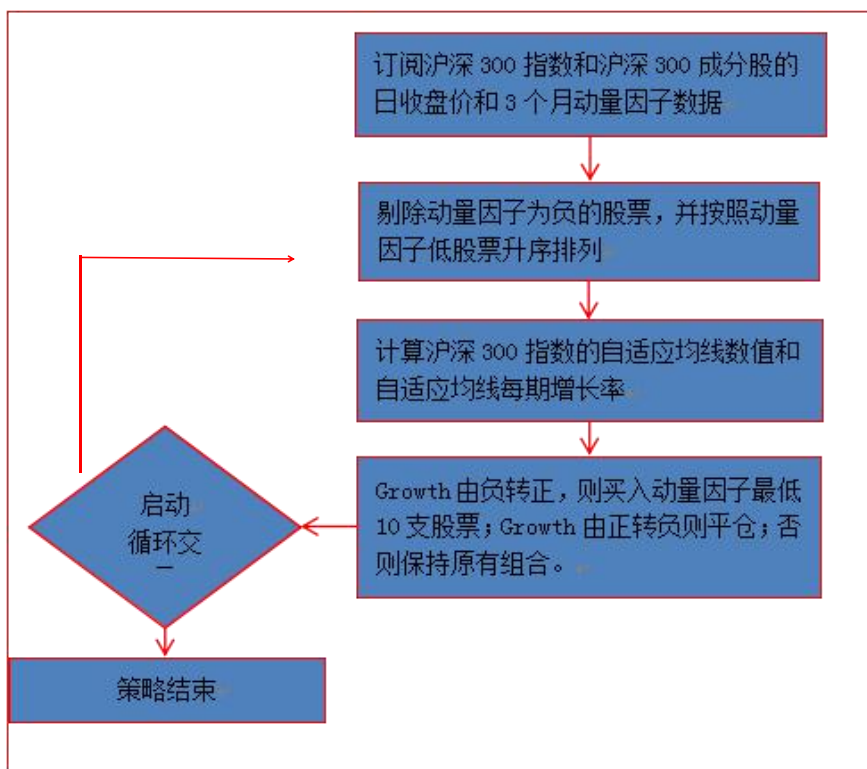 订阅沪深 300 指数和沪深 300 成分股的
日收盘价和 3 个月动量因子数据
剔除动量因子为负的股票，并按照动量
因子低股票升序排列
计算沪深 300 指数的自适应均线数值和
自适应均线每期增长率
Growth 由负转正，则买入动量因子最低
10 支股票；Growth 由正转负则平仓；否
则保持原有组合。
启动
循环交
策略结束